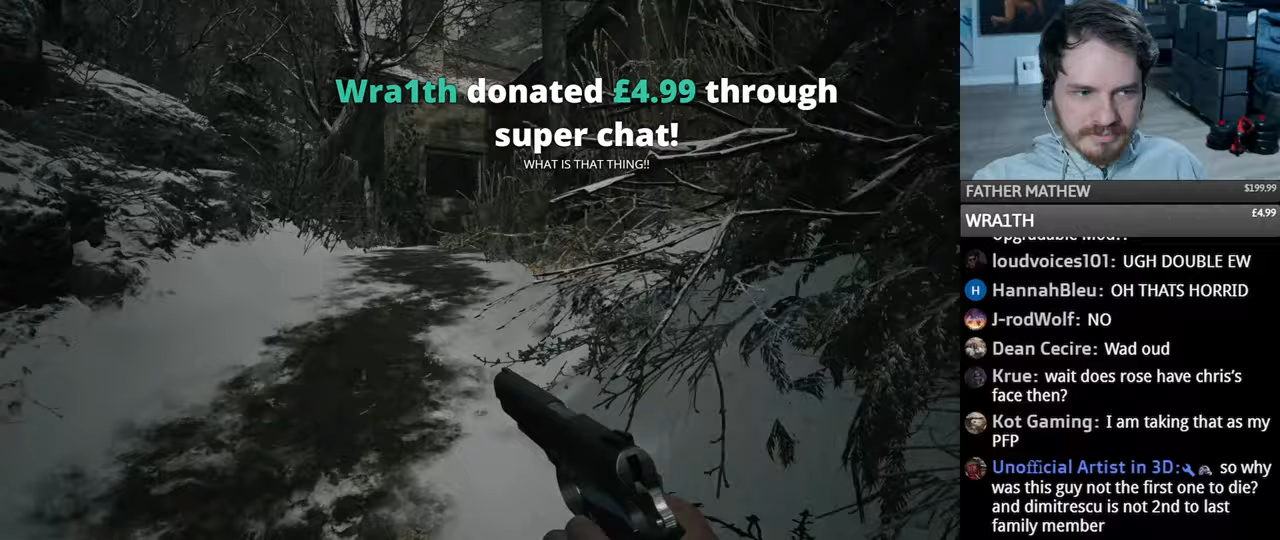 Wra1th donated £4.99 through
super chat!
WHAT IS THAT THING!!
FATHER MATHEW $199.99
WRA1TH £4.99
loudvoices101: UGH DOUBLE EW
H HannahBleu: OH THATS HORRID
J-rodWolf: NO
Dean Cecire: Wad oud
Krue: wait does rose have chris's
face then?
Kot Gaming: I am taking that as my
PFP
Unofficial Artist in 3D: so why
was this guy not the first one to die?
and dimitrescu is not 2nd to last
family member